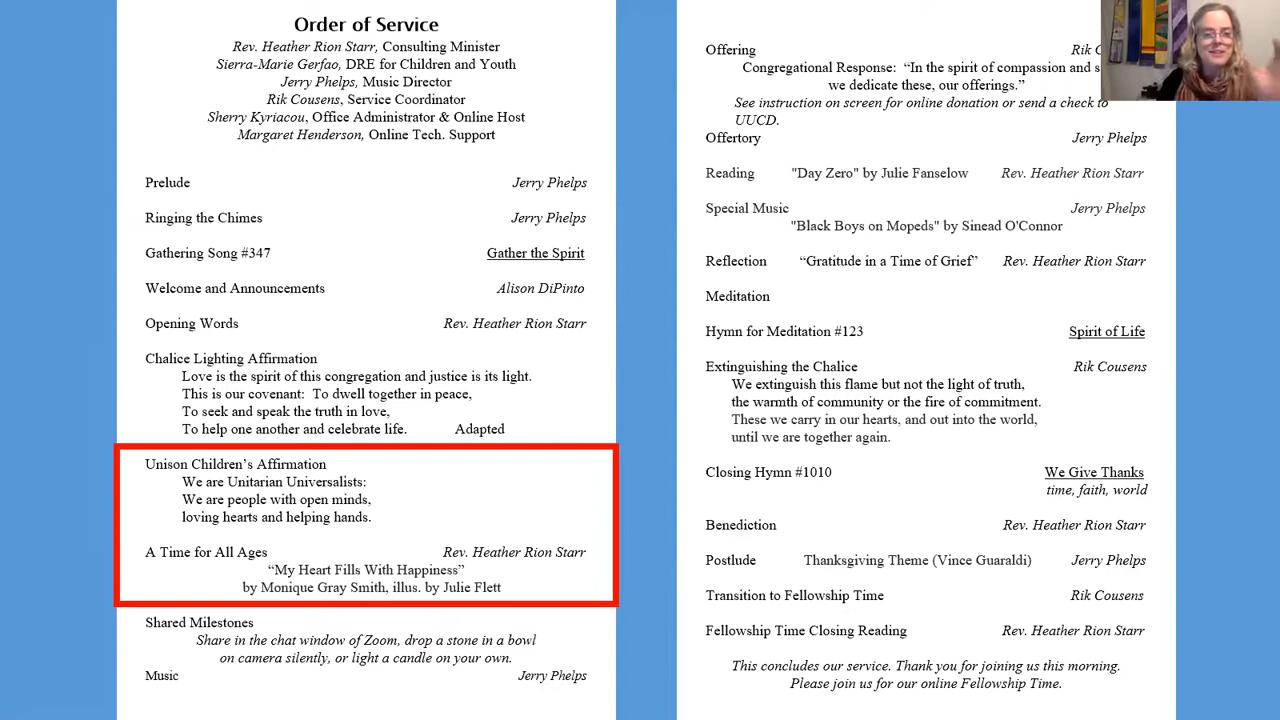 Order of Service
Rev. Heather Rion Starr, Consulting Minister
Sierra-Marie Gerfao, DRE for Children and Youth
Jerry Phelps, Music Director
Rik Cousens, Service Coordinator
Sherry Kyriacou, Office Administrator & Online Host
Margaret Henderson, Online Tech. Support
Prelude Jerry Phelps
Ringing the Chimes Jerry Phelps
Gathering Song #347 Gather the Spirit
Welcome and Announcements Alison DiPinto
Opening Words Rev. Heather Rion Starr
Chalice Lighting Affirmation
Love is the spirit of this congregation and justice is its light.
This is our covenant: To dwell together in peace,
To seek and speak the truth in love,
To help one another and celebrate life. Adapted
Unison Children’s Affirmation
We are Unitarian Universalists:
We are people with open minds,
loving hearts and helping hands.
A Time for All Ages Rev. Heather Rion Starr
“My Heart Fills With Happiness”
by Monique Gray Smith, illus. by Julie Flett
Shared Milestones
Share in the chat window of Zoom, drop a stone in a bowl
on camera silently, or light a candle on your own.
Music Jerry Phelps
Offering Rik
Congregational Response: “In the spirit of compassion and
we dedicate these, our offerings.”
See instruction on screen for online donation or send a check to
UUCD.
Offertory Jerry Phelps
Reading "Day Zero" by Julie Fanselow Rev. Heather Rion Starr
Special Music Jerry Phelps
"Black Boys on Mopeds" by Sinead O'Connor
Reflection “Gratitude in a Time of Grief” Rev. Heather Rion Starr
Meditation
Hymn for Meditation #123 Spirit of Life
Extinguishing the Chalice Rik Cousens
We extinguish this flame but not the light of truth,
the warmth of community or the fire of commitment.
These we carry in our hearts, and out into the world,
until we are together again.
Closing Hymn #1010 We Give Thanks
time, faith, world
Benediction Rev. Heather Rion Starr
Postlude Thanksgiving Theme (Vince Guaraldi) Jerry Phelps
Transition to Fellowship Time Rik Cousens
Fellowship Time Closing Reading Rev. Heather Rion Starr
This concludes our service. Thank you for joining us this morning.
Please join us for our online Fellowship Time.